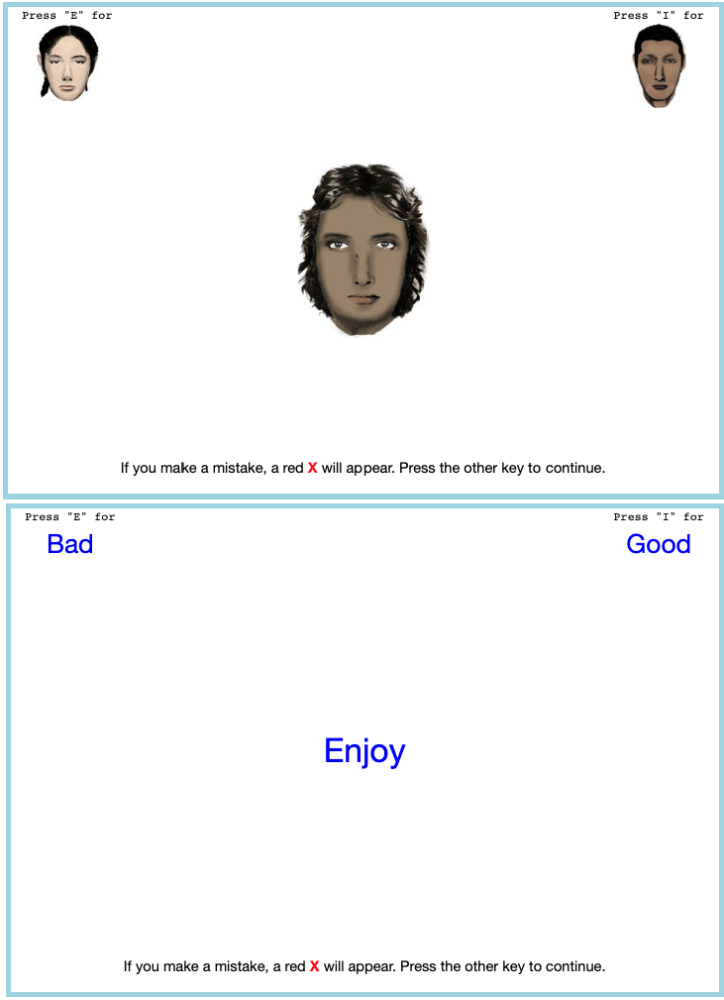 Press "E" for
Press "I" for
If you make a mistake, a red X will appear. Press the other key to continue.
Press "E" for
Press "I" for
Bad
Good
Enjoy
If you make a mistake, a red X will appear. Press the other key to continue.